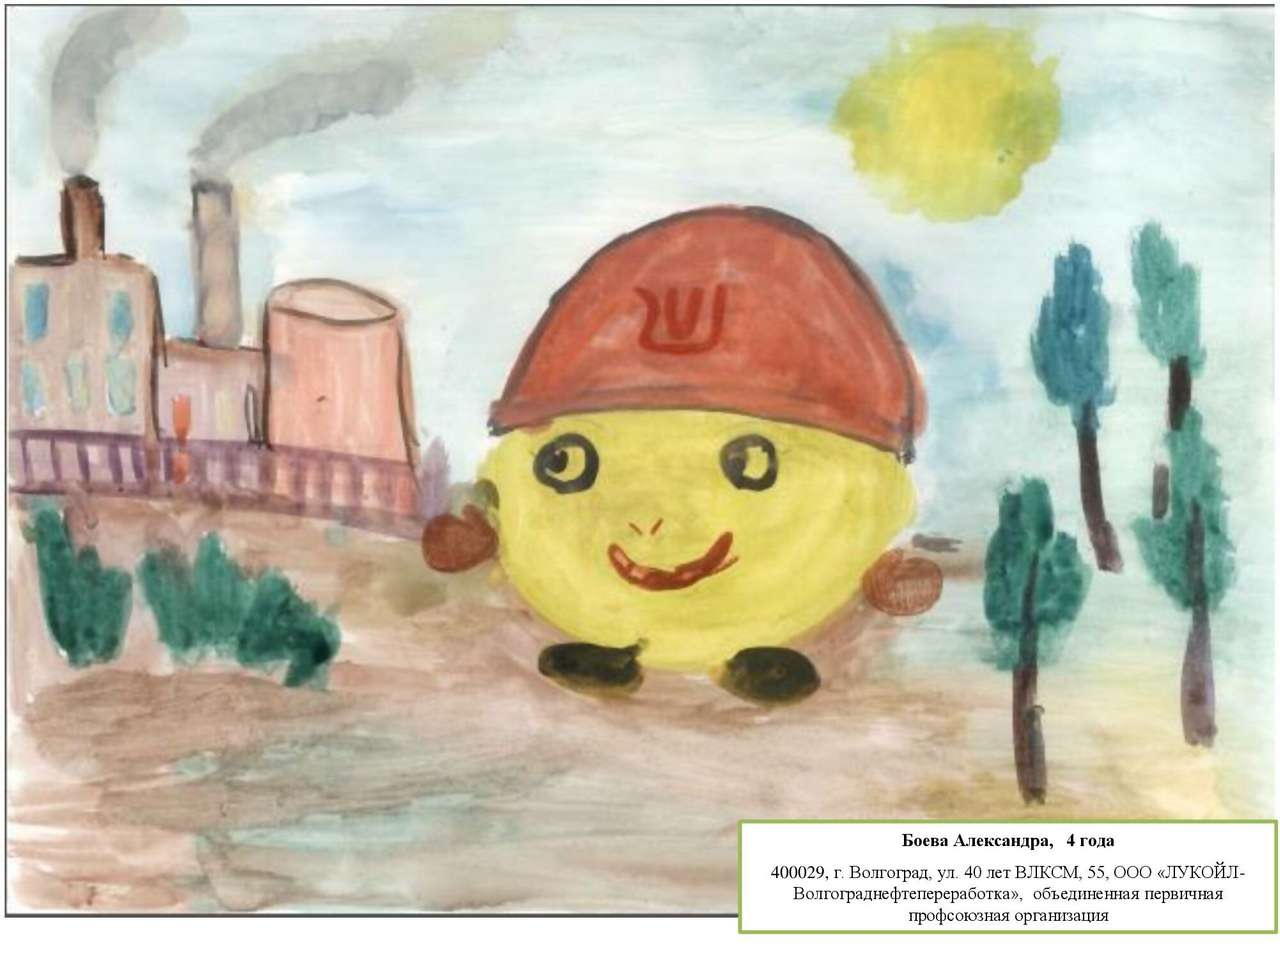 Боева Александра, 4 года
400029, г. Волгоград, ул. 40 лет ВЛКСМ, 55, ООО «ЛУКОЙЛ-
Волгограднефтепереработка», объединенная первичная
профсоюзная организация